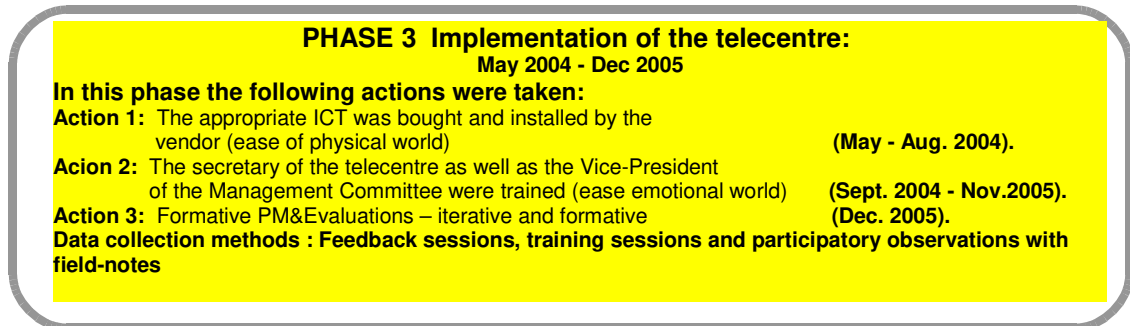 PHASE 3 Implementation of the telecentre:
May 2004 - Dec 2005
In this phase the following actions were taken:
Action 1: The appropriate ICT was bought and installed by the
vendor (ease of physical world) (May - Aug. 2004).
Acion 2: The secretary of the telecentre as well as the Vice-President
of the Management Committee were trained (ease emotional world) (Sept. 2004 - Nov.2005).
Action 3: Formative PM&Evaluations – iterative and formative (Dec. 2005).
Data collection methods : Feedback sessions, training sessions and participatory observations with
field-notes